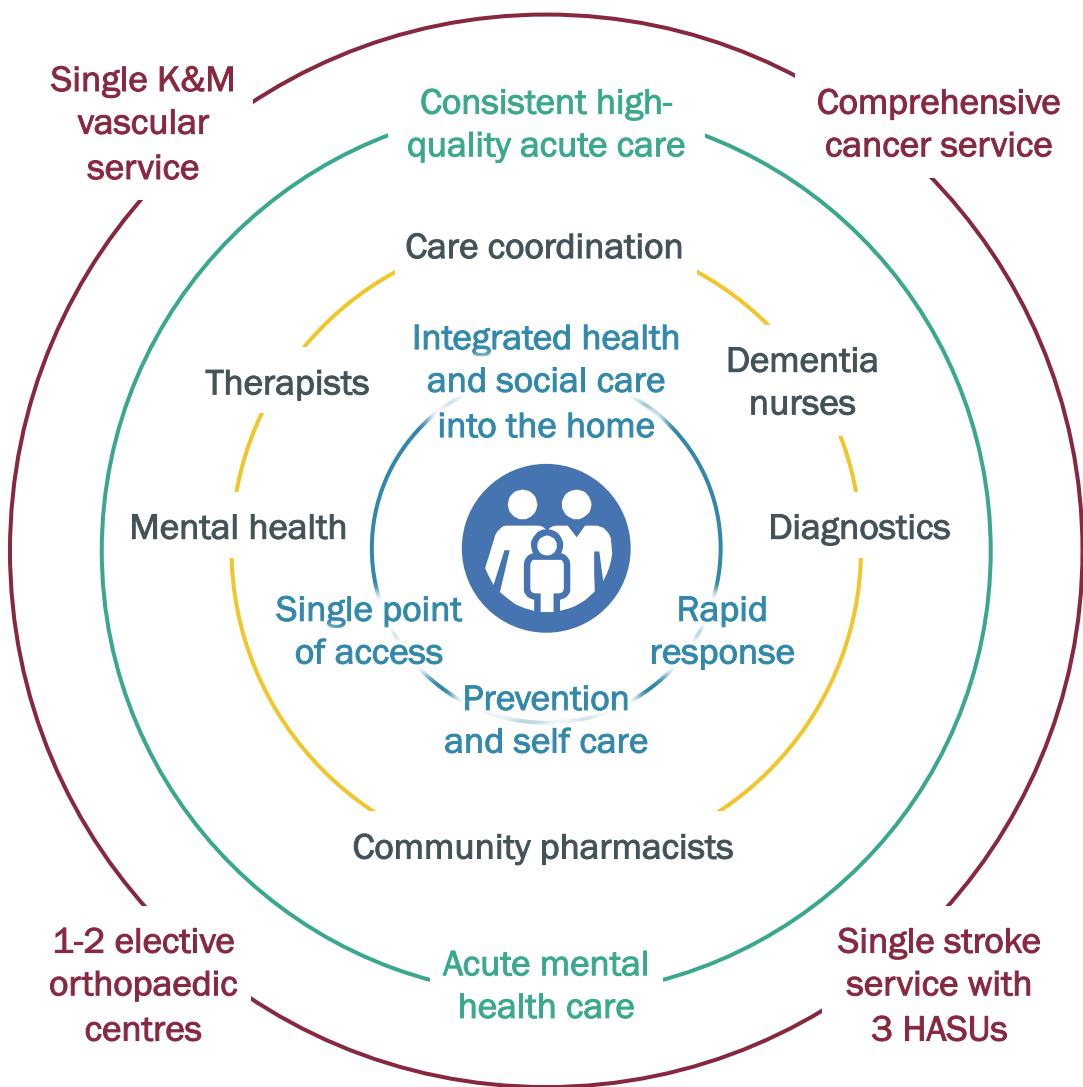 Single K&M
vascular
service
Consistent high-
quality acute care
Comprehensive
cancer service
Care coordination
Integrated health
and social care
into the home
Therapists
Dementia
nurses
Mental health
Diagnostics
Single point
of access
Rapid
response
Prevention
and self care
Community pharmacists
1-2 elective
orthopaedic
centres
Acute mental
health care
Single stroke
service with
3 HASUs